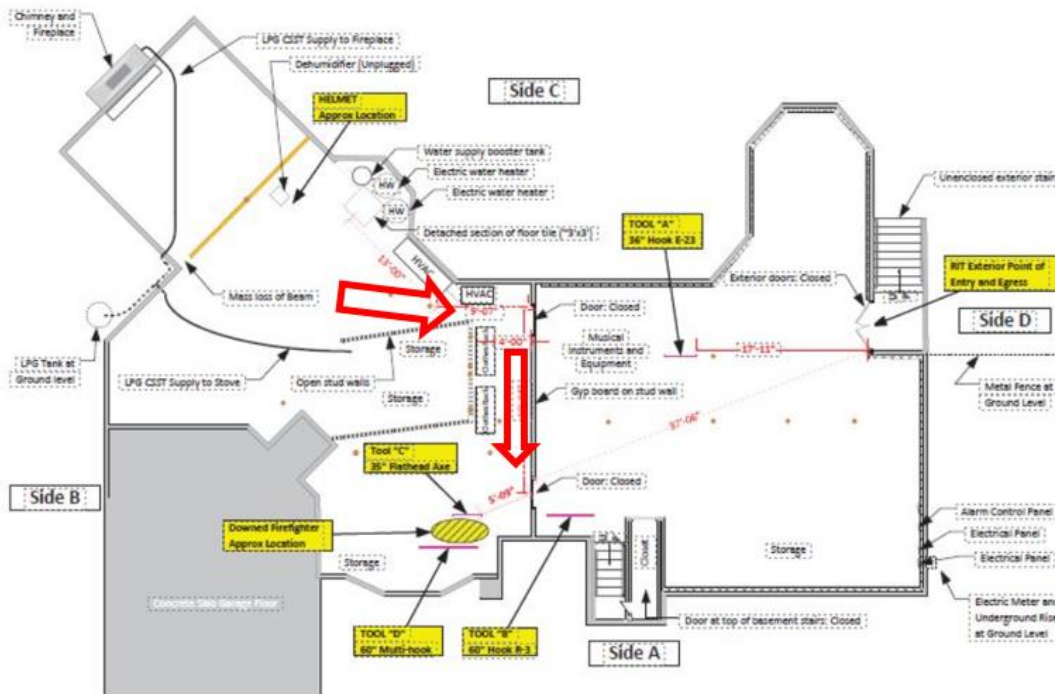 Chimney and
Fireplace
LPG CSST Supply to Fireplace
Dehumidifier (Unplugged)
HELMET
Approx Location
Side C
Water supply booster tank
Electric water heater
HW
Electric water heater
HW
Detached section of floor tile (~3'x3')
Unenclosed exterior stair
TOOL "A"
36" Hook E-23
RIT Exterior Point of
Entry and Egress
Exterior doors: Closed
Side D
13'-00"
HVAC
HVAC
Mass loss of Beam
9'-07"
Door: Closed
4'-00"
Musical
Instruments and
Equipment
17'-11"
Storage
LPG Tank at
Ground level
LPG CSST Supply to Stove
Open stud walls
Metal Fence at
Ground Level
Storage
Gyp board on stud wall
37'-06"
Tool "C"
35" Flathead Axe
Side B
5'-09"
Door: Closed
Downed Firefighter
Approx Location
Alarm Control Panel
Electrical Panel
Electrical Panel
Storage
Closet
Storage
Concrete Slab Garage Floor
TOOL "D"
60" Multi-hook
TOOL "B"
60" Hook R-3
Door at top of basement stairs: Closed
Electric Meter and
Underground Rise
at Ground Level
Side A